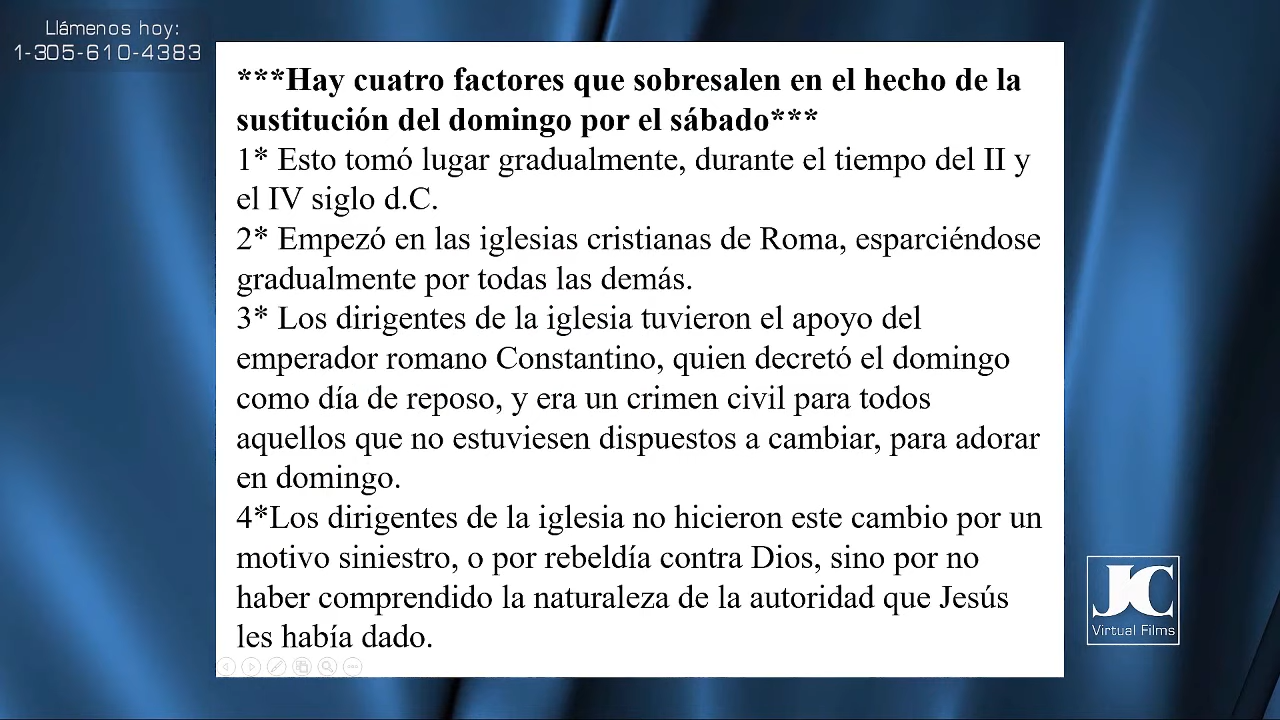 Llámenos hoy:
1-305-610-4383
***Hay cuatro factores que sobresalen en el hecho de la
sustitución del domingo por el sábado***
1* Esto tomó lugar gradualmente, durante el tiempo del II y
el IV siglo d.C.
2* Empezó en las iglesias cristianas de Roma, esparciéndose
gradualmente por todas las demás.
3* Los dirigentes de la iglesia tuvieron el apoyo del
emperador romano Constantino, quien decretó el domingo
como día de reposo, y era un crimen civil para todos
aquellos que no estuviesen dispuestos a cambiar, para adorar
en domingo.
4*Los dirigentes de la iglesia no hicieron este cambio por un
motivo siniestro, o por rebeldía contra Dios, sino por no
haber comprendido la naturaleza de la autoridad que Jesús
les había dado.
JC
Virtual Films